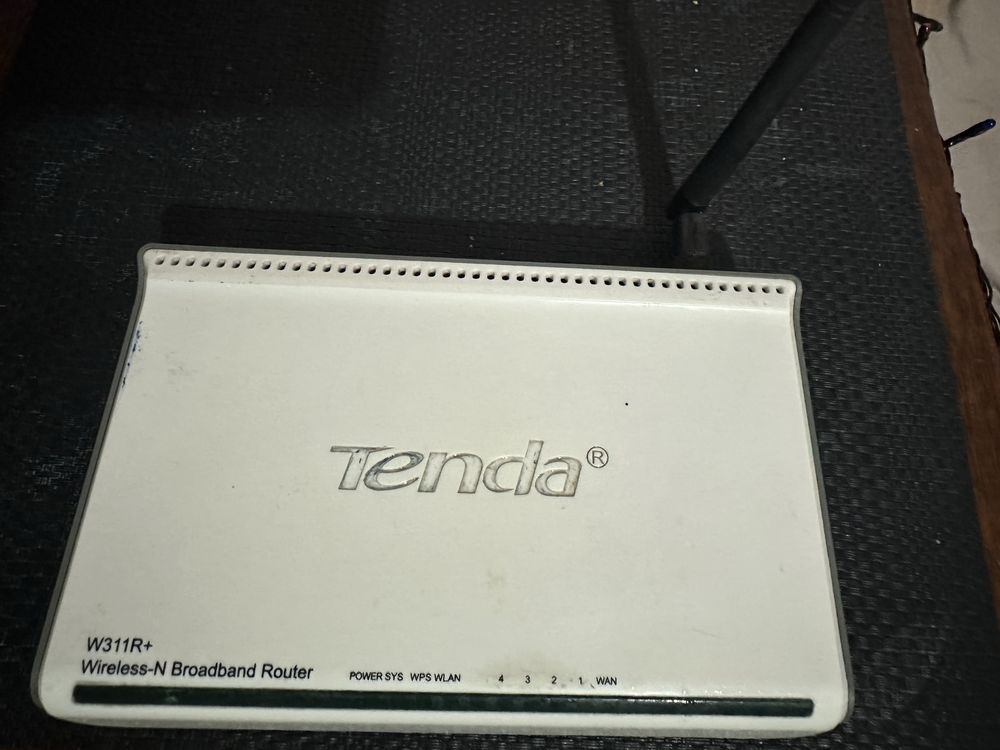 Tenda®
W311R+
Wireless-N Broadband Router
POWER SYS WPS WLAN 4 3 2 1 WAN